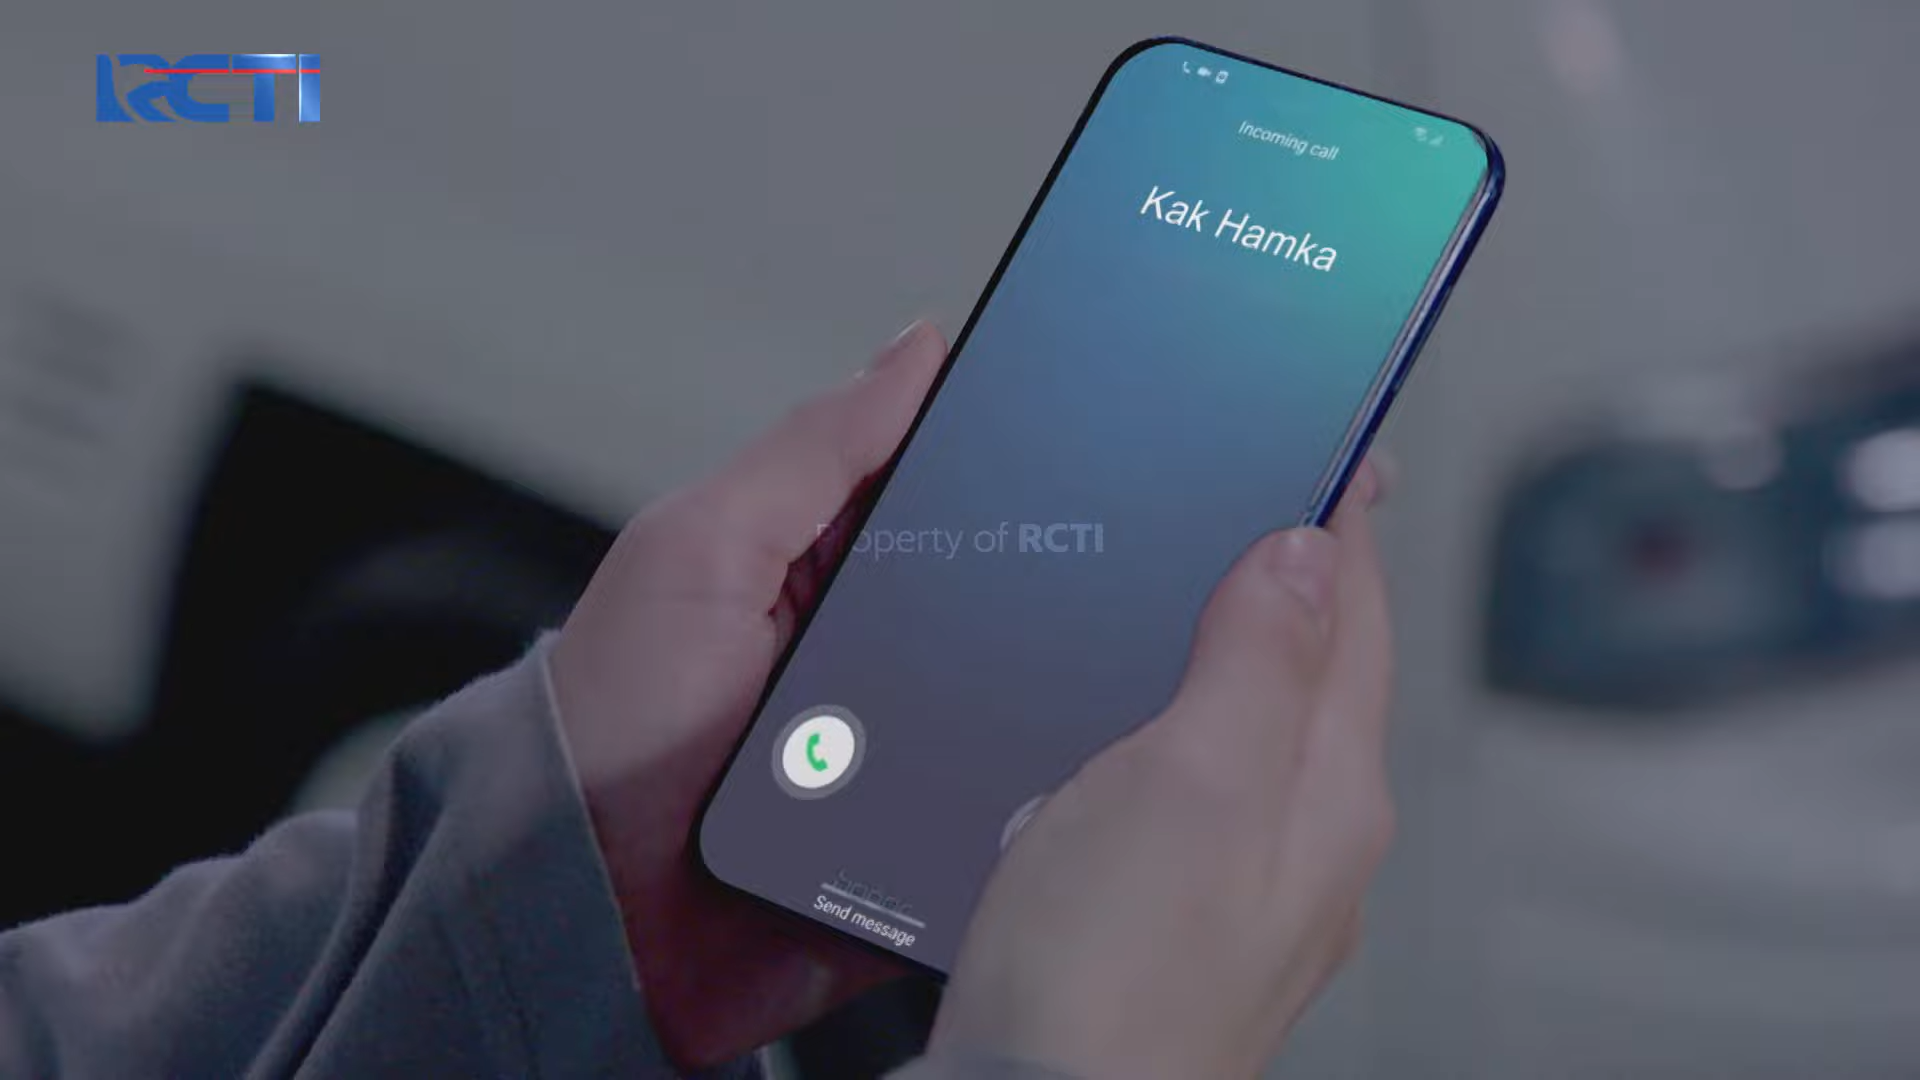 RCTI
Incoming call
Kak Hamka
Property of RCTI
Send message